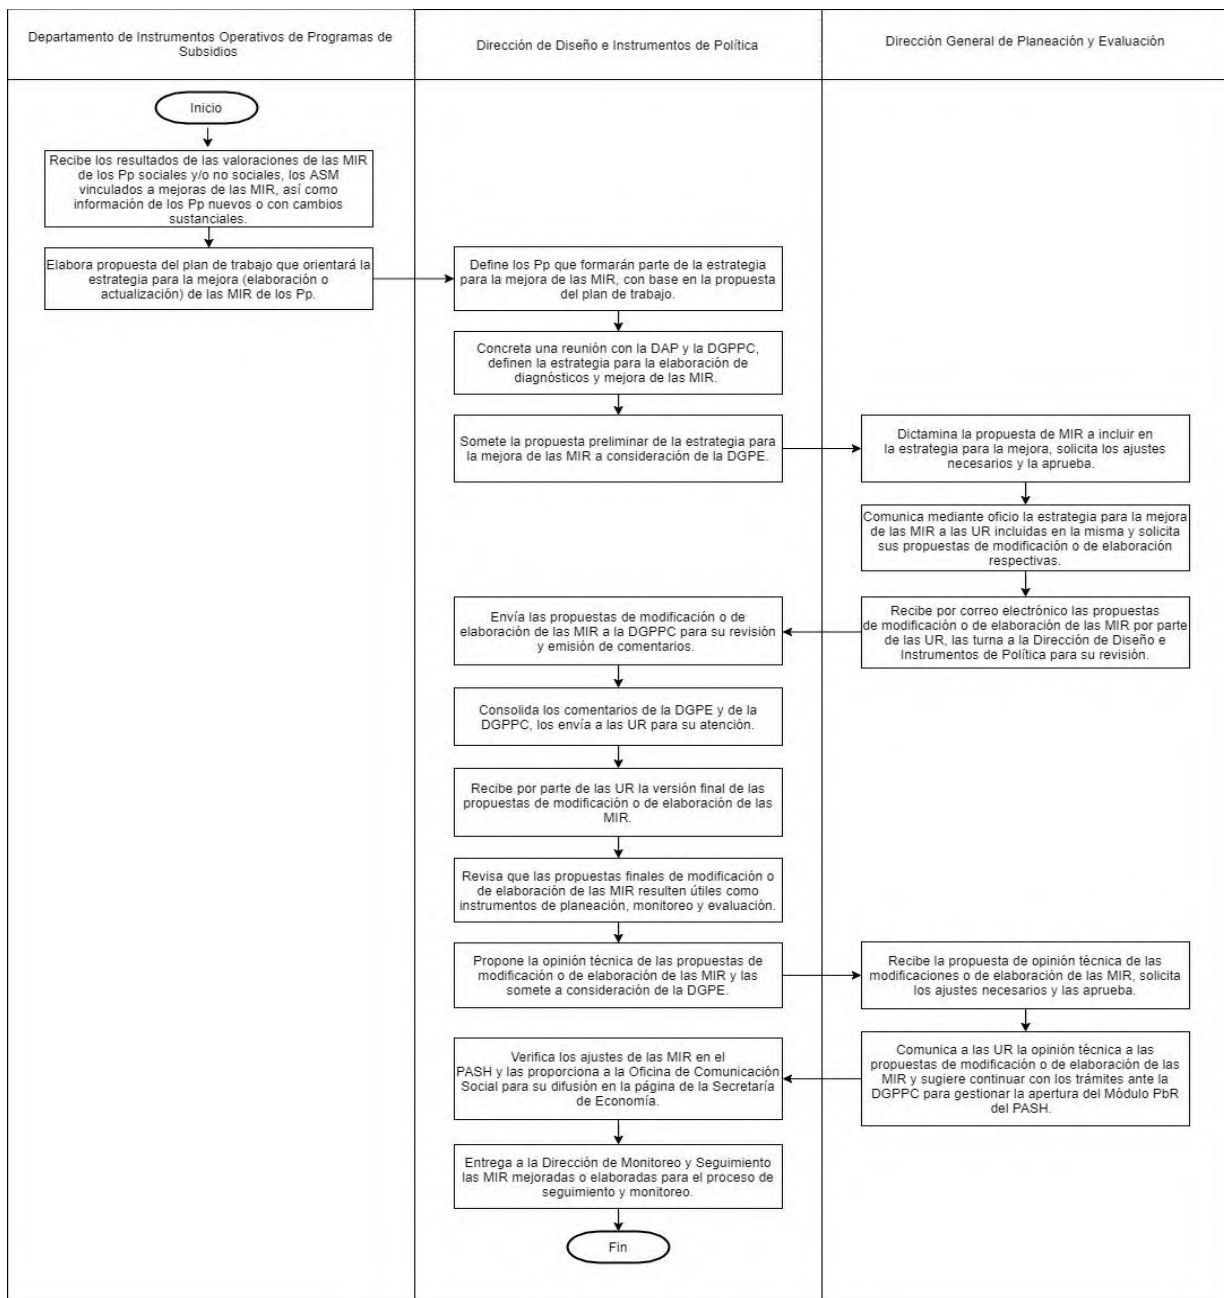 Departamento de Instrumentos Operativos de Programas de
Subsidios
Dirección de Diseño e Instrumentos de Política
Dirección General de Planeación y Evaluación
Inicio
Recibe los resultados de las valoraciones de las MIR
de los Pp sociales y/o no sociales, los ASM
vinculados a mejoras de las MIR, así como
información de los Pp nuevos o con cambios
sustanciales.
Elabora propuesta del plan de trabajo que orientará la
estrategia para la mejora (elaboración o
actualización) de las MIR de los Pp.
Define los Pp que formarán parte de la estrategia
para la mejora de las MIR, con base en la propuesta
del plan de trabajo.
Concreta una reunión con la DAP y la DGPPC,
definen la estrategia para la elaboración de
diagnósticos y mejora de las MIR.
Somete la propuesta preliminar de la estrategia para
la mejora de las MIR a consideración de la DGPE.
Dictamina la propuesta de MIR a incluir en
la estrategia para la mejora, solicita los ajustes
necesarios y la aprueba.
Comunica mediante oficio la estrategia para la mejora
de las MIR a las UR incluidas en la misma y solicita
sus propuestas de modificación o de elaboración
respectivas.
Recibe por correo electrónico las propuestas
de modificación o de elaboración de las MIR por parte
de las UR, las turna a la Dirección de Diseño e
Instrumentos de Política para su revisión.
Envía las propuestas de modificación o de
elaboración de las MIR a la DGPPC para su revisión
y emisión de comentarios.
Consolida los comentarios de la DGPE y de la
DGPPC, los envía a las UR para su atención.
Recibe por parte de las UR la versión final de las
propuestas de modificación o de elaboración de las
MIR.
Revisa que las propuestas finales de modificación o
de elaboración de las MIR resulten útiles como
instrumentos de planeación, monitoreo y evaluación.
Propone la opinión técnica de las propuestas de
modificación o de elaboración de las MIR y las
somete a consideración de la DGPE.
Recibe la propuesta de opinión técnica de las
modificaciones o de elaboración de las MIR, solicita
los ajustes necesarios y las aprueba.
Comunica a las UR la opinión técnica a las
propuestas de modificación o de elaboración de las
MIR y sugiere continuar con los trámites ante la
DGPPC para gestionar la apertura del Módulo PbR
del PASH.
Verifica los ajustes de las MIR en el
PASH y las proporciona a la Oficina de Comunicación
Social para su difusión en la página de la Secretaría
de Economía.
Entrega a la Dirección de Monitoreo y Seguimiento
las MIR mejoradas o elaboradas para el proceso de
seguimiento y monitoreo.
Fin